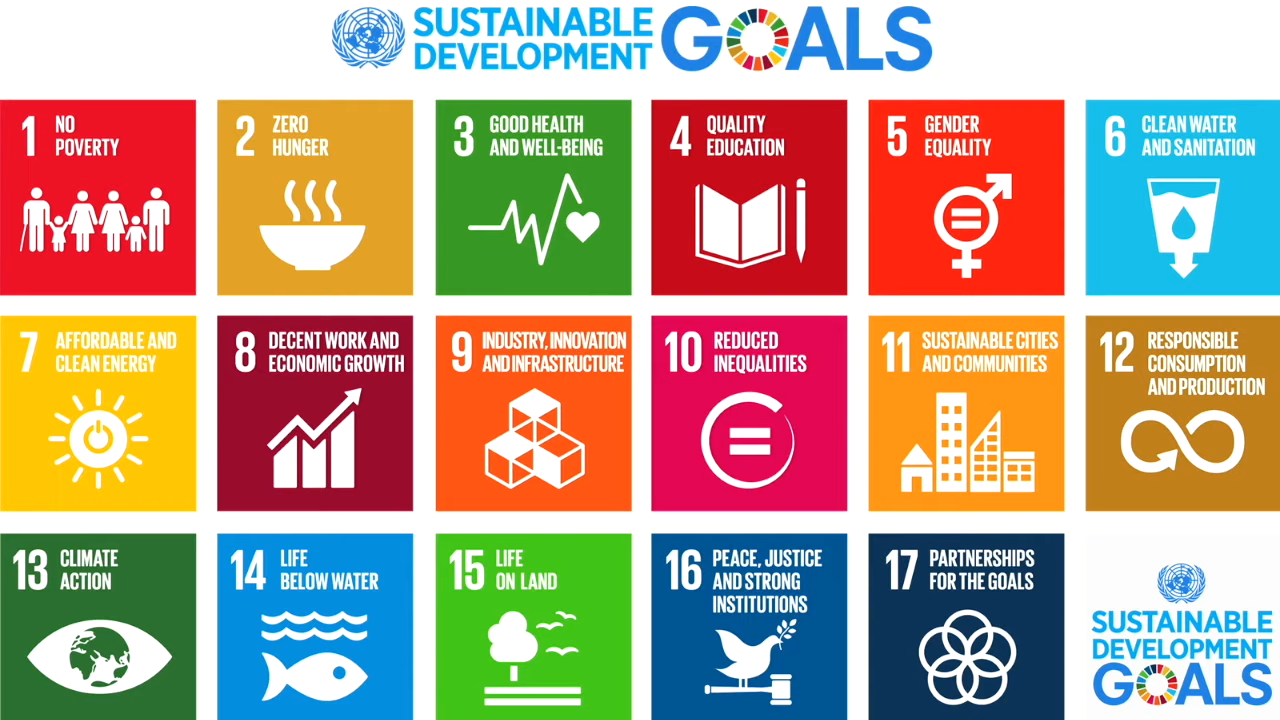 SUSTAINABLE
DEVELOPMENT
GOALS
1 NO
POVERTY
2 ZERO
HUNGER
3 GOOD HEALTH
AND WELL-BEING
4 QUALITY
EDUCATION
5 GENDER
EQUALITY
6 CLEAN WATER
AND SANITATION
7 AFFORDABLE AND
CLEAN ENERGY
8 DECENT WORK AND
ECONOMIC GROWTH
9 INDUSTRY, INNOVATION
AND INFRASTRUCTURE
10 REDUCED
INEQUALITIES
11 SUSTAINABLE CITIES
AND COMMUNITIES
12 RESPONSIBLE
CONSUMPTION
AND PRODUCTION
13 CLIMATE
ACTION
14 LIFE
BELOW WATER
15 LIFE
ON LAND
16 PEACE, JUSTICE
AND STRONG
INSTITUTIONS
17 PARTNERSHIPS
FOR THE GOALS
SUSTAINABLE
DEVELOPMENT
GOALS